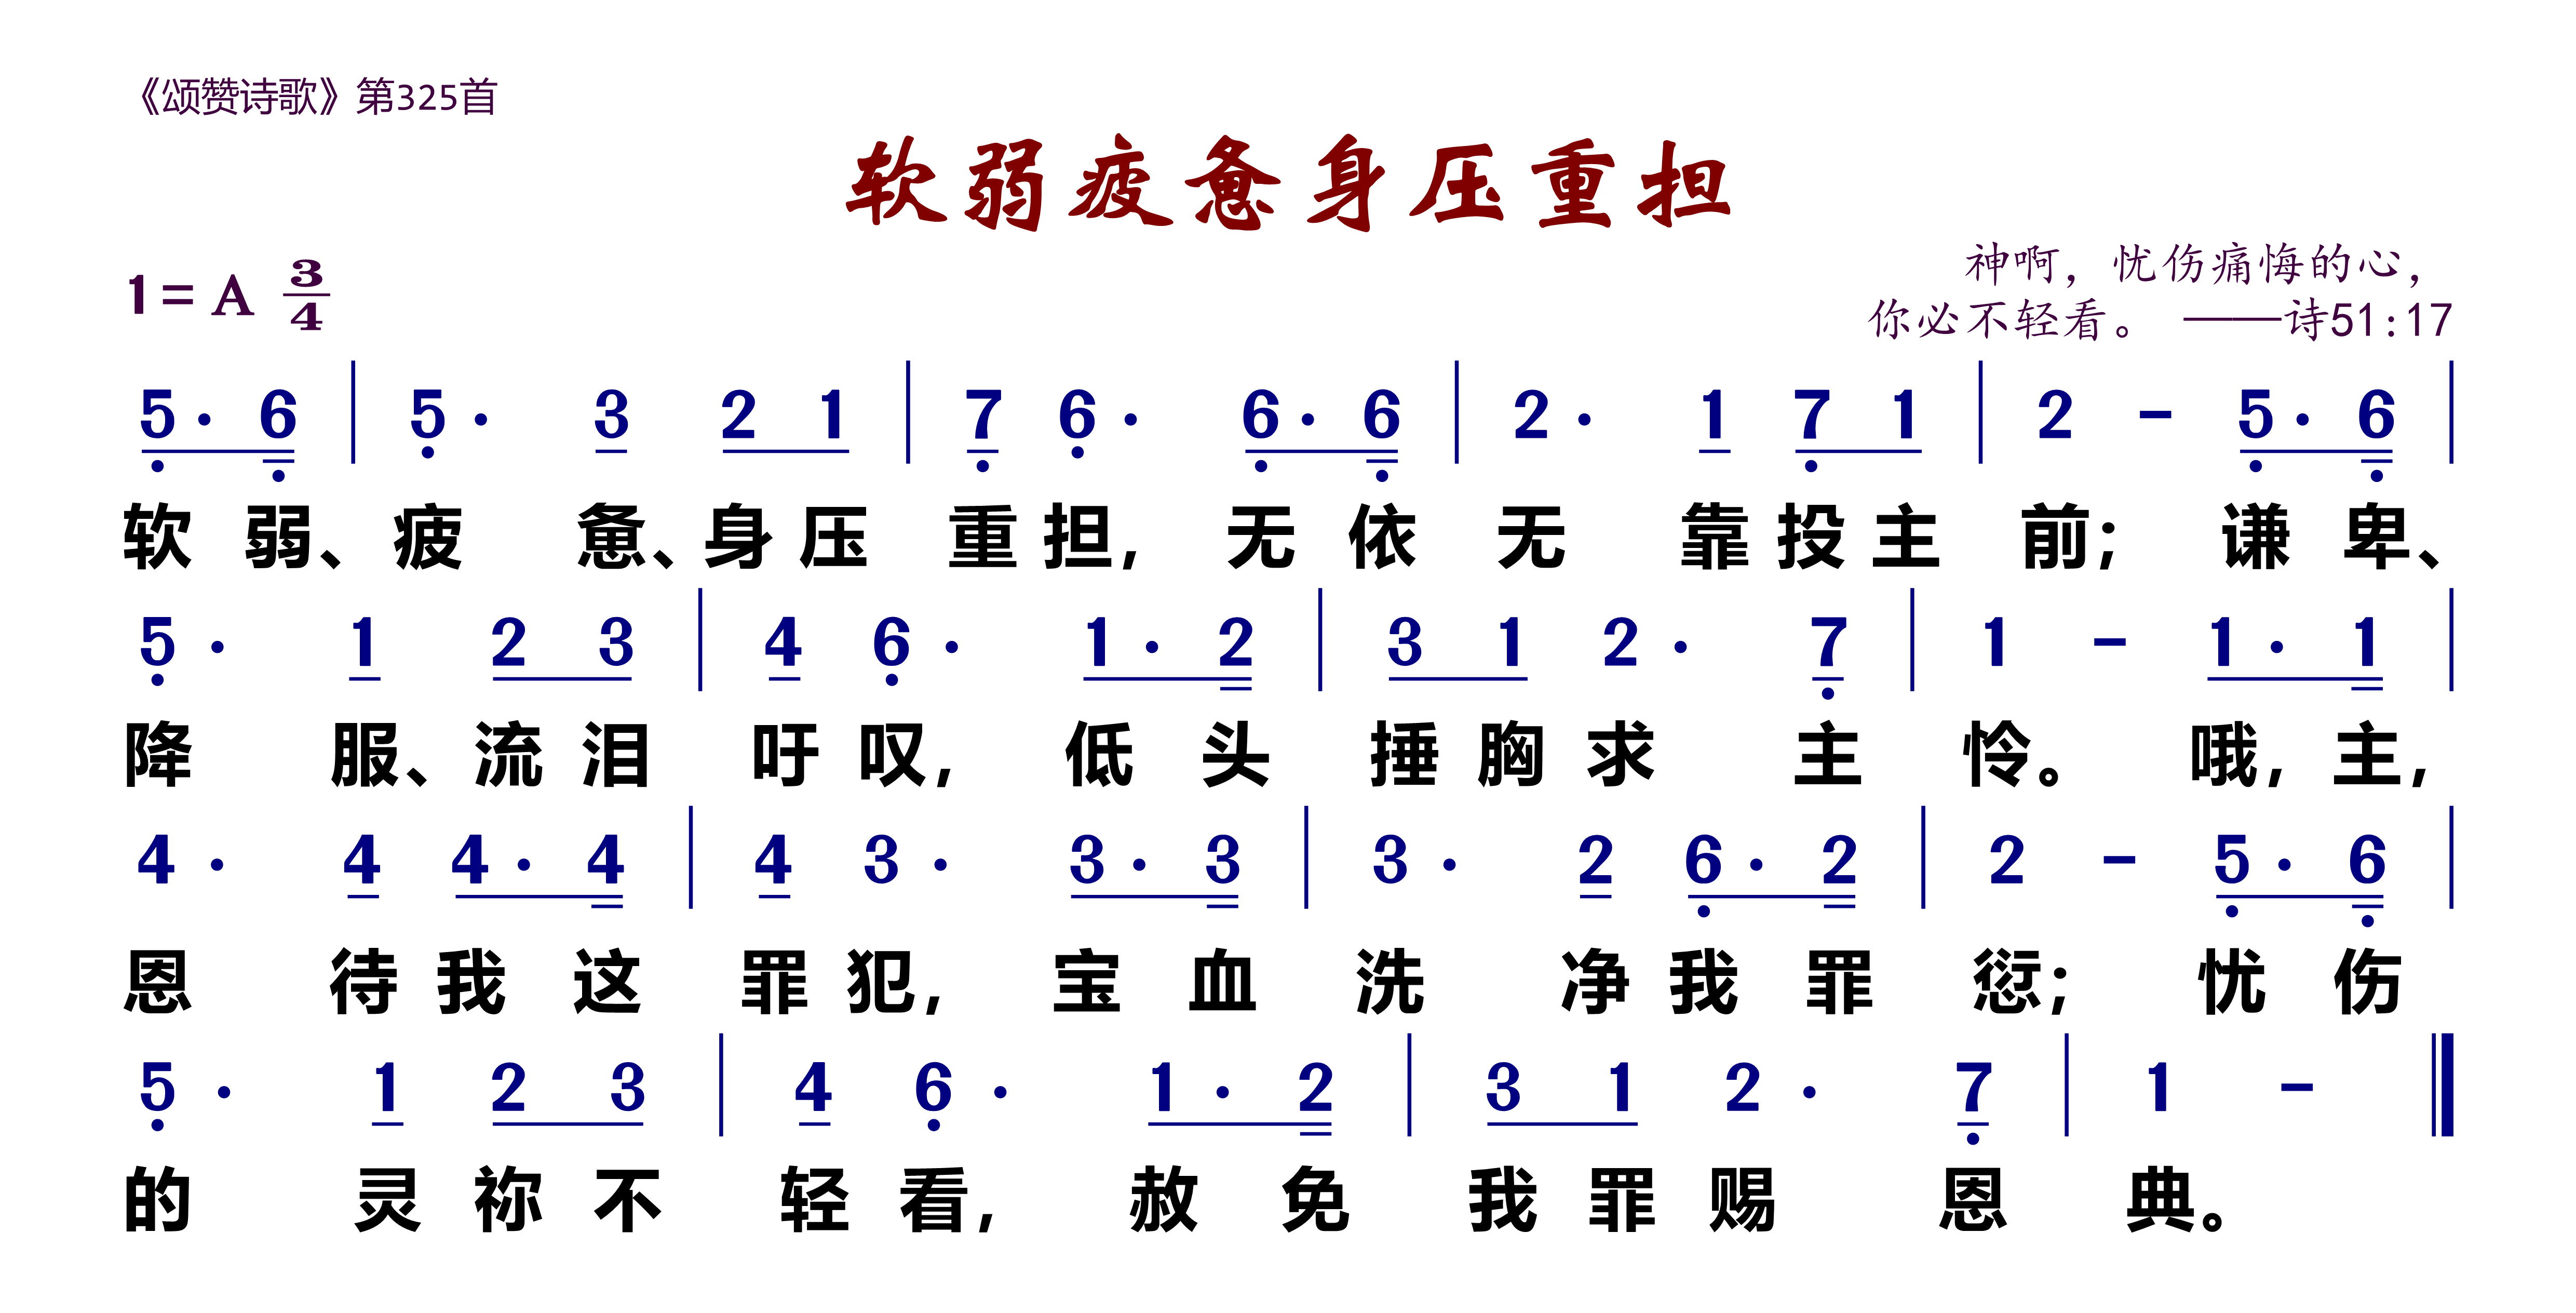 《颂赞诗歌》第325首
软弱疲惫身压重担
1= A 3/4
神啊，忧伤痛悔的心，
你必不轻看。 ——诗51:17
5 · 6 | 5 · 3 2 1 | 7 6 · 6 · 6 | 2 · 1 7 1 | 2 - 5 · 6 |
软 弱、疲 惫、身 压 重 担， 无 依 无 靠 投 主 前； 谦 卑、
5 · 1 2 3 | 4 6 · 1 · 2 | 3 1 2 · 7 | 1 - 1 · 1 |
降 服、流 泪 吁 叹， 低 头 捶 胸 求 主 怜。 哦，主，
4 · 4 4 · 4 | 4 3 · 3 · 3 | 3 · 2 6 · 2 | 2 - 5 · 6 |
恩 待 我 这 罪 犯， 宝 血 洗 净 我 罪 愆； 忧 伤
5 · 1 2 3 | 4 6 · 1 · 2 | 3 1 2 · 7 | 1 - ‖
的 灵 祢 不 轻 看， 赦 免 我 罪 赐 恩 典。